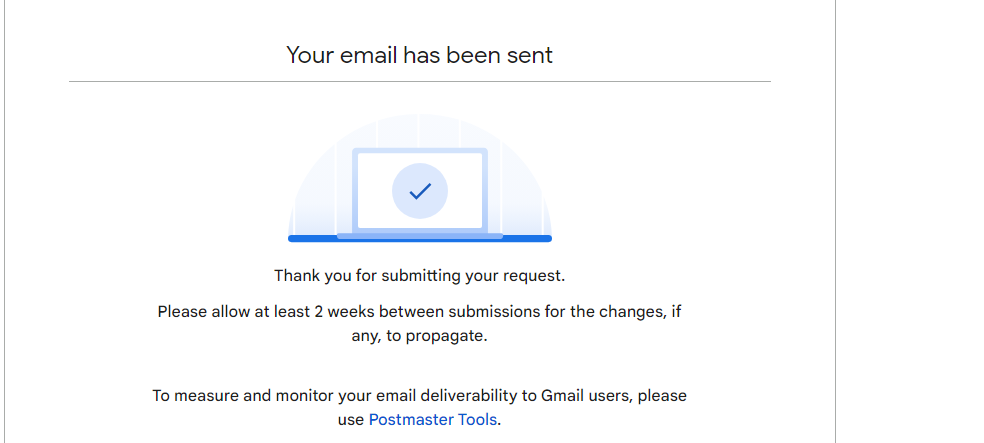 Your email has been sent
Thank you for submitting your request.
Please allow at least 2 weeks between submissions for the changes, if
any, to propagate.
To measure and monitor your email deliverability to Gmail users, please
use Postmaster Tools.